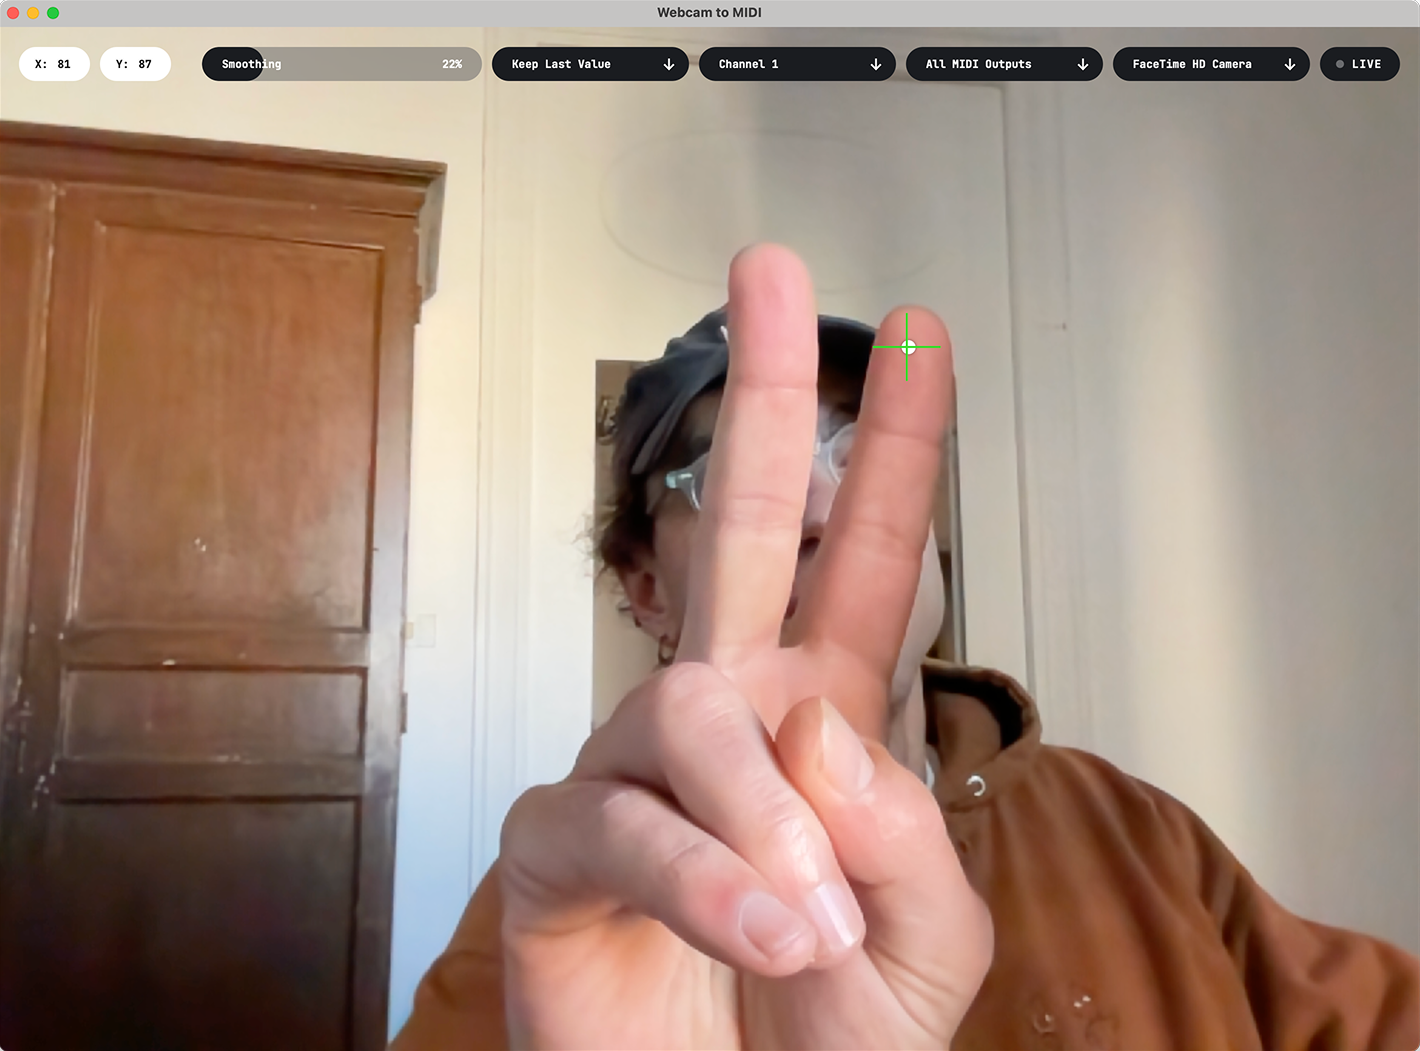 Webcam to MIDI
X: 81
Y: 87
Smoothing 22%
Keep Last Value
Channel 1
All MIDI Outputs
FaceTime HD Camera
LIVE